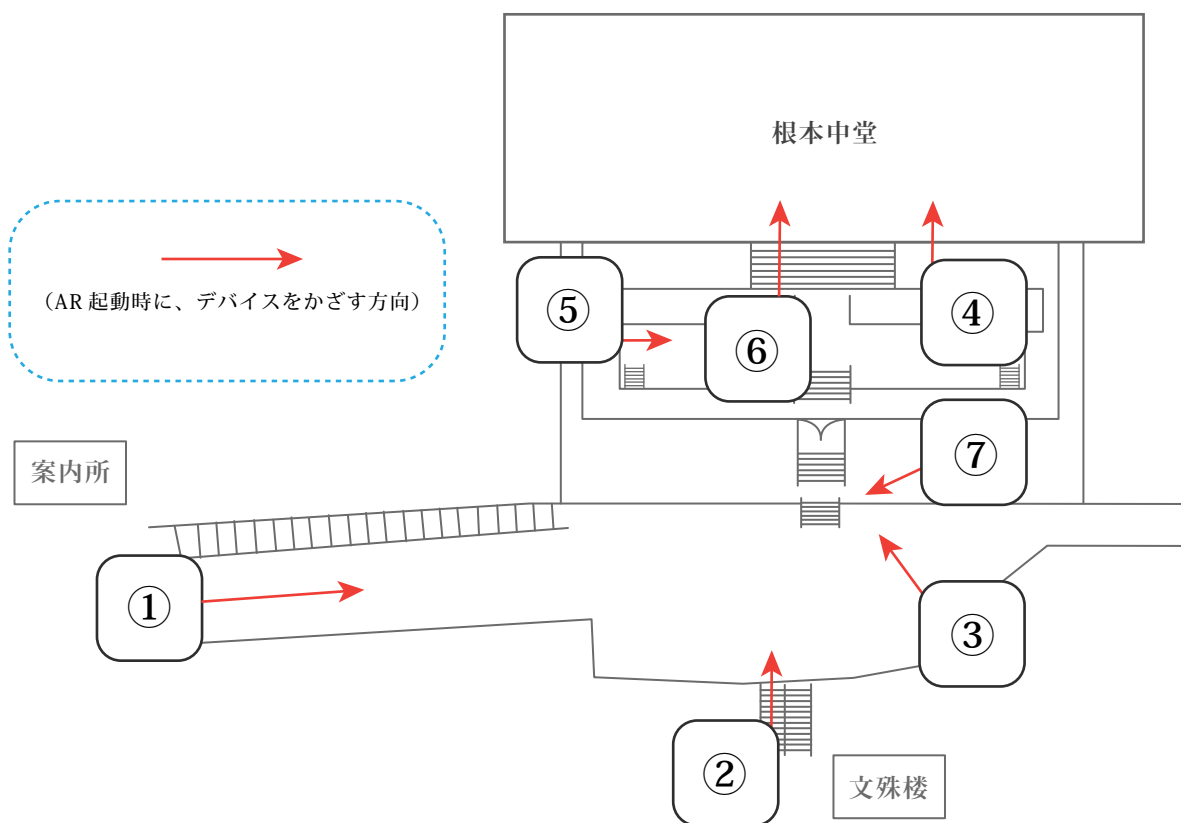 根本中堂
（AR 起動時に、デバイスをかざす方向）
⑤
④
⑥
⑦
案内所
①
③
②
文殊楼